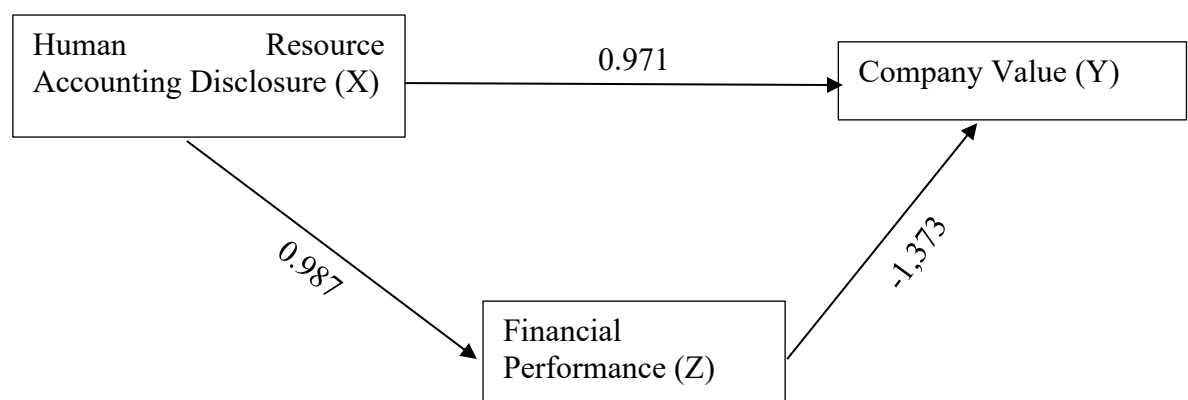 Human Resource
Accounting Disclosure (X)
0.971
Company Value (Y)
0.987
-1,373
Financial
Performance (Z)